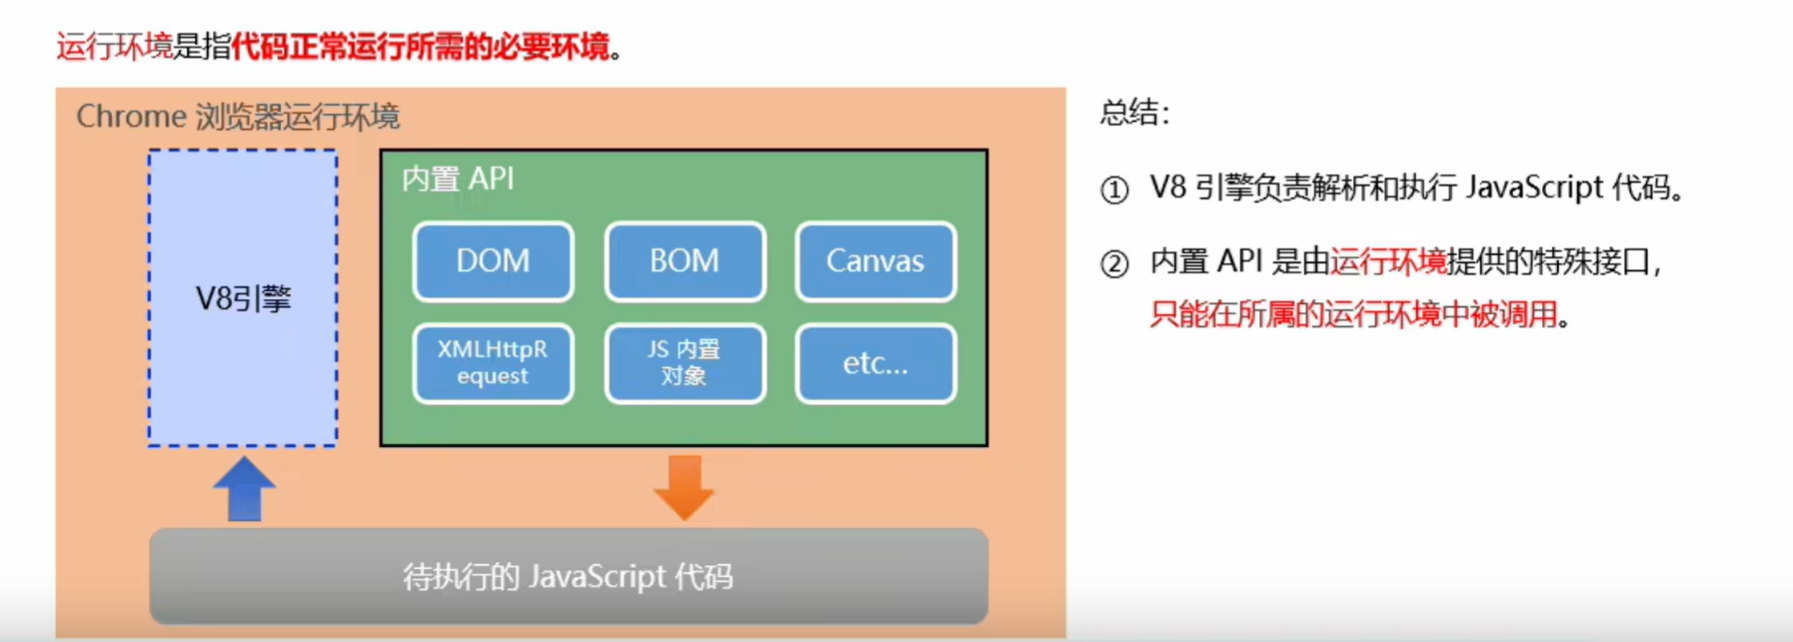 运行环境是指代码正常运行所需的必要环境。
Chrome 浏览器运行环境
V8引擎
内置 API
DOM
BOM
Canvas
XMLHttpR
equest
JS 内置
对象
etc...
待执行的 JavaScript 代码
总结：
① V8 引擎负责解析和执行 JavaScript 代码。
② 内置 API 是由运行环境提供的特殊接口，
只能在所属的运行环境中被调用。